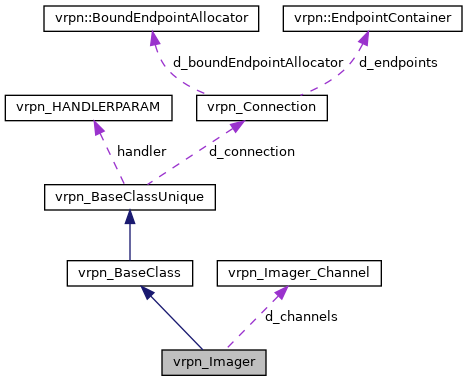 vrpn::BoundEndpointAllocator
vrpn::EndpointContainer
d_boundEndpointAllocator
d_endpoints
vrpn_HANDLERPARAM
vrpn_Connection
handler
d_connection
vrpn_BaseClassUnique
vrpn_BaseClass
vrpn_Imager_Channel
d_channels
vrpn_Imager